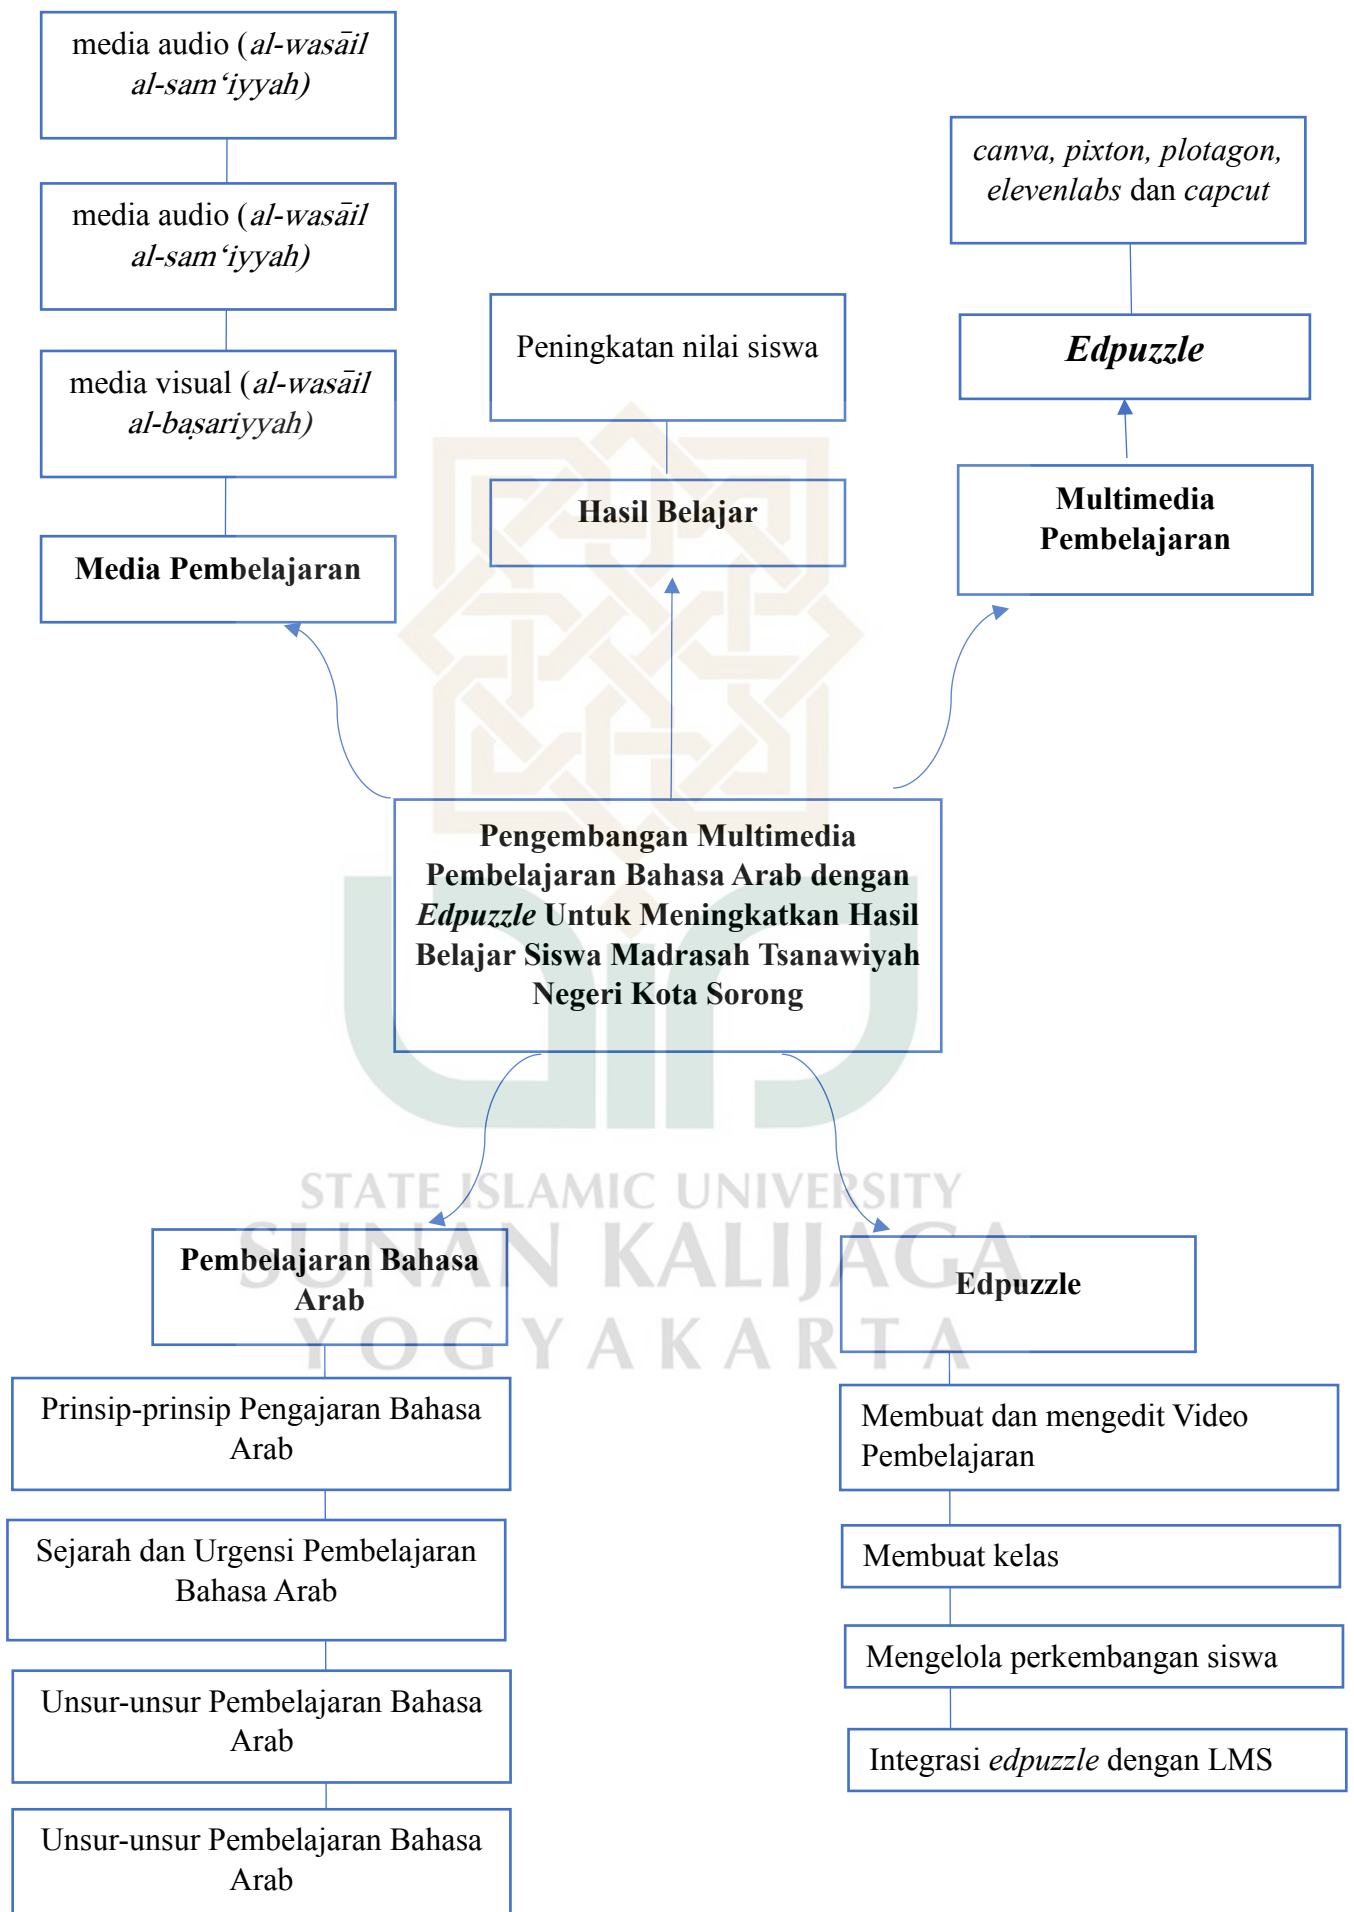 media audio (al-wasāil
al-sam‘iyyah)
media audio (al-wasāil
al-sam‘iyyah)
media visual (al-wasāil
al-baṣariyyah)
Media Pembelajaran
Peningkatan nilai siswa
Hasil Belajar
canva, pixton, plotagon,
elevenlabs dan capcut
Edpuzzle
Multimedia
Pembelajaran
Pengembangan Multimedia
Pembelajaran Bahasa Arab dengan
Edpuzzle Untuk Meningkatkan Hasil
Belajar Siswa Madrasah Tsanawiyah
Negeri Kota Sorong
STATE ISLAMIC UNIVERSITY
SUNAN KALIJAGA
YOGYAKARTA
Pembelajaran Bahasa
Arab
Prinsip-prinsip Pengajaran Bahasa
Arab
Sejarah dan Urgensi Pembelajaran
Bahasa Arab
Unsur-unsur Pembelajaran Bahasa
Arab
Unsur-unsur Pembelajaran Bahasa
Arab
Edpuzzle
Membuat dan mengedit Video
Pembelajaran
Membuat kelas
Mengelola perkembangan siswa
Integrasi edpuzzle dengan LMS